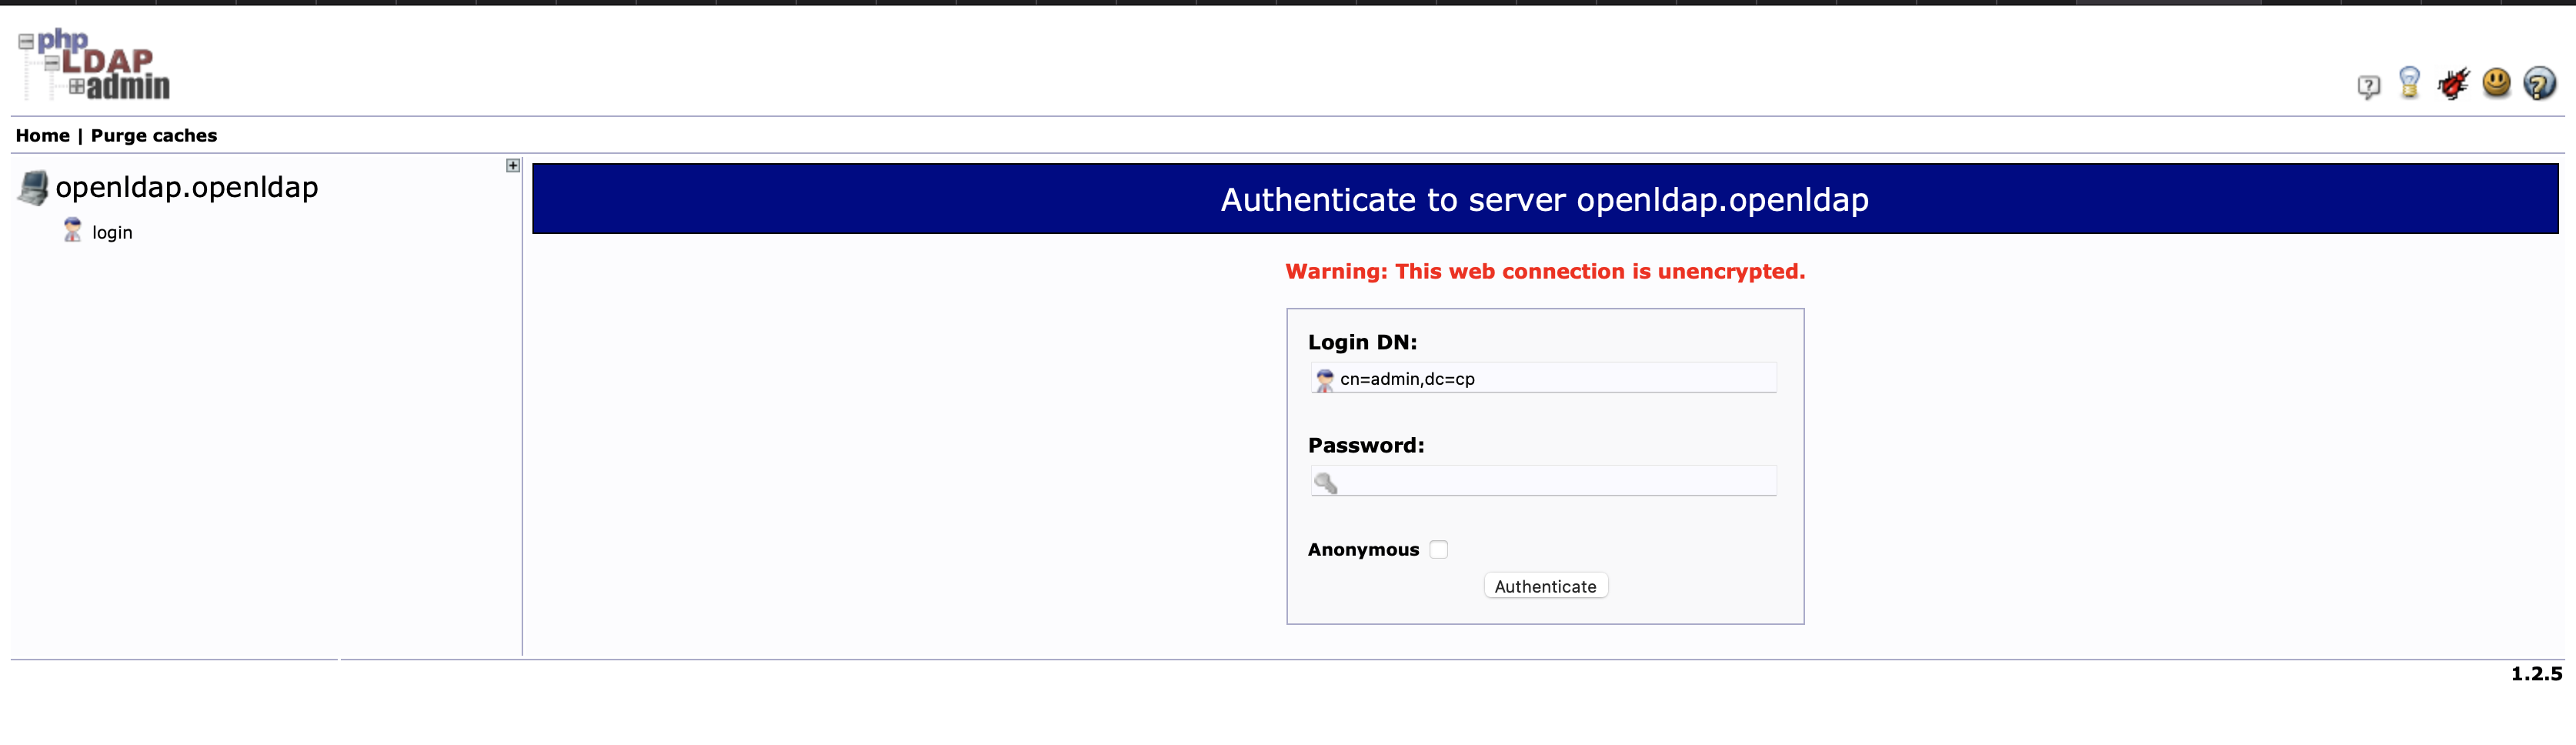 php
LDAP
admin
Home | Purge caches
openldap.openldap
login
Authenticate to server openldap.openldap
Warning: This web connection is unencrypted.
Login DN:
cn=admin,dc=cp
Password:
Anonymous
Authenticate
1.2.5